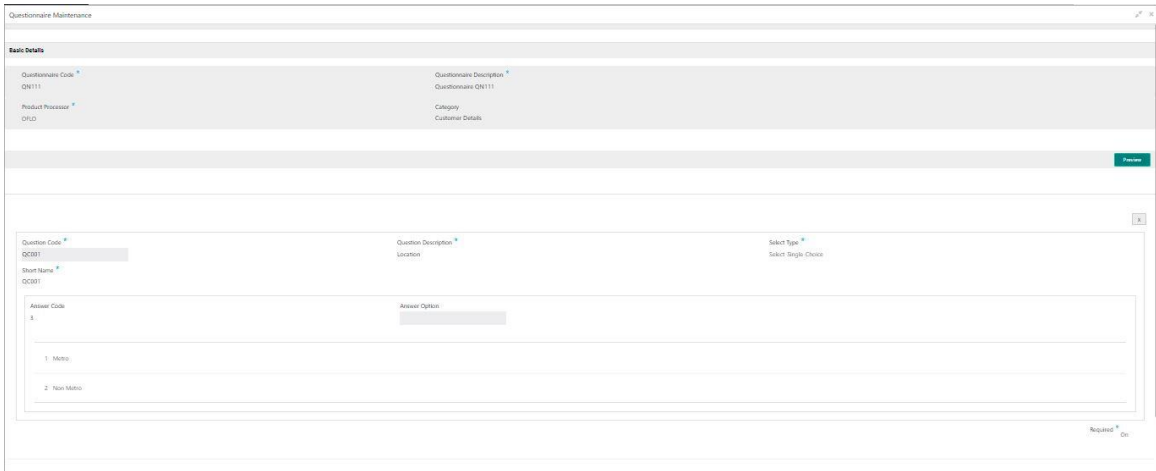 Questionnaire Maintenance
Basic Details
Questionnaire Code * Questionnaire Description *
QN111 Questionnaire QN111
Product Processor * Category
OFLO Customer Details
Preview
x
Question Code * Question Description * Select Type *
QC001 Location Select Single Choice
Short Name *
QC001
Answer Code Answer Option
3.
1 Metro
2 Non Metro
Required *
On